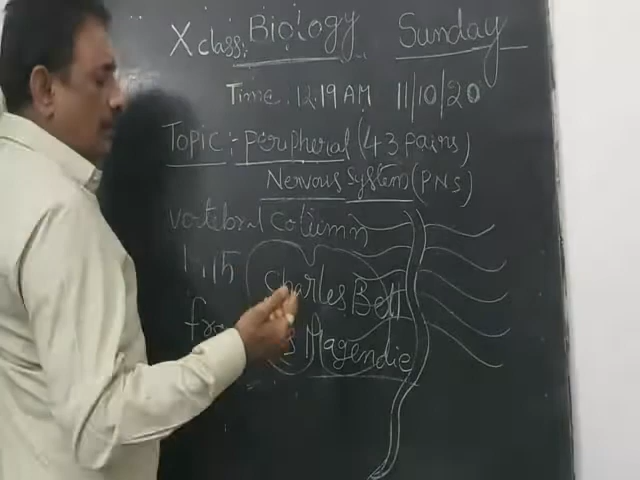 X class: Biology Sunday
Time. 12.19 AM 11/10/20
Topic:- Peripheral (43 pairs)
Nervous System (PNS)
vertebral Column
Charles Bell
Magendie